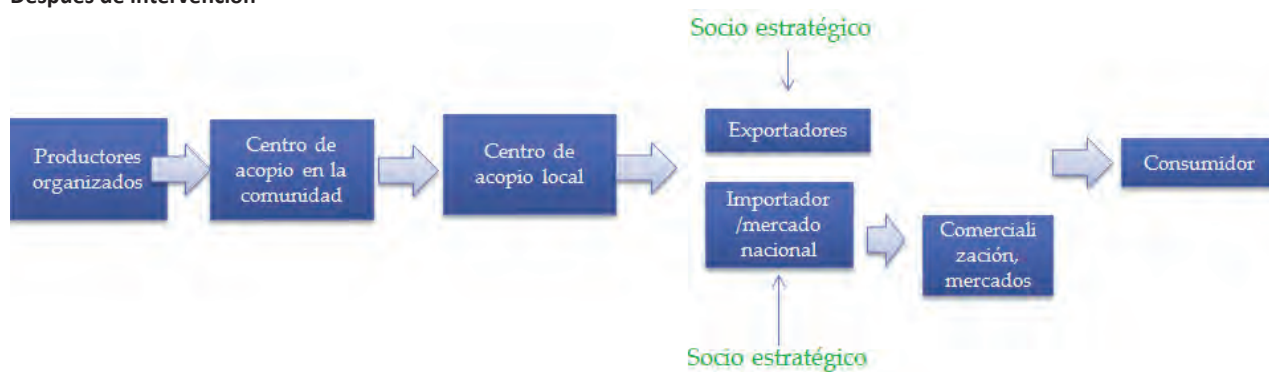 Después de intervención
Socio estratégico
Productores
organizados
Centro de
acopio en la
comunidad
Centro de
acopio local
Exportadores
Importador
/mercado
nacional
Comerciali
zación,
mercados
Consumidor
Socio estratégico